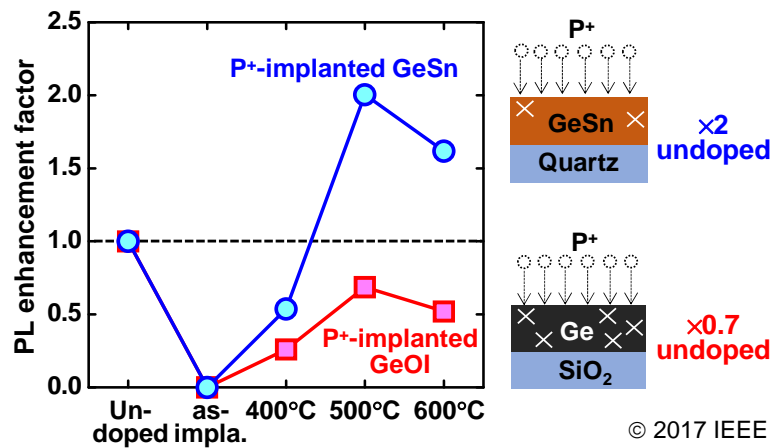 PL enhancement factor
2.5
2.0
1.5
1.0
0.5
0.0
P⁺-implanted GeSn
P⁺-implanted
GeOI
Un-
doped
as-
impla.
400°C
500°C
600°C
P⁺
GeSn
Quartz
×2
undoped
P⁺
Ge
SiO₂
×0.7
undoped
© 2017 IEEE